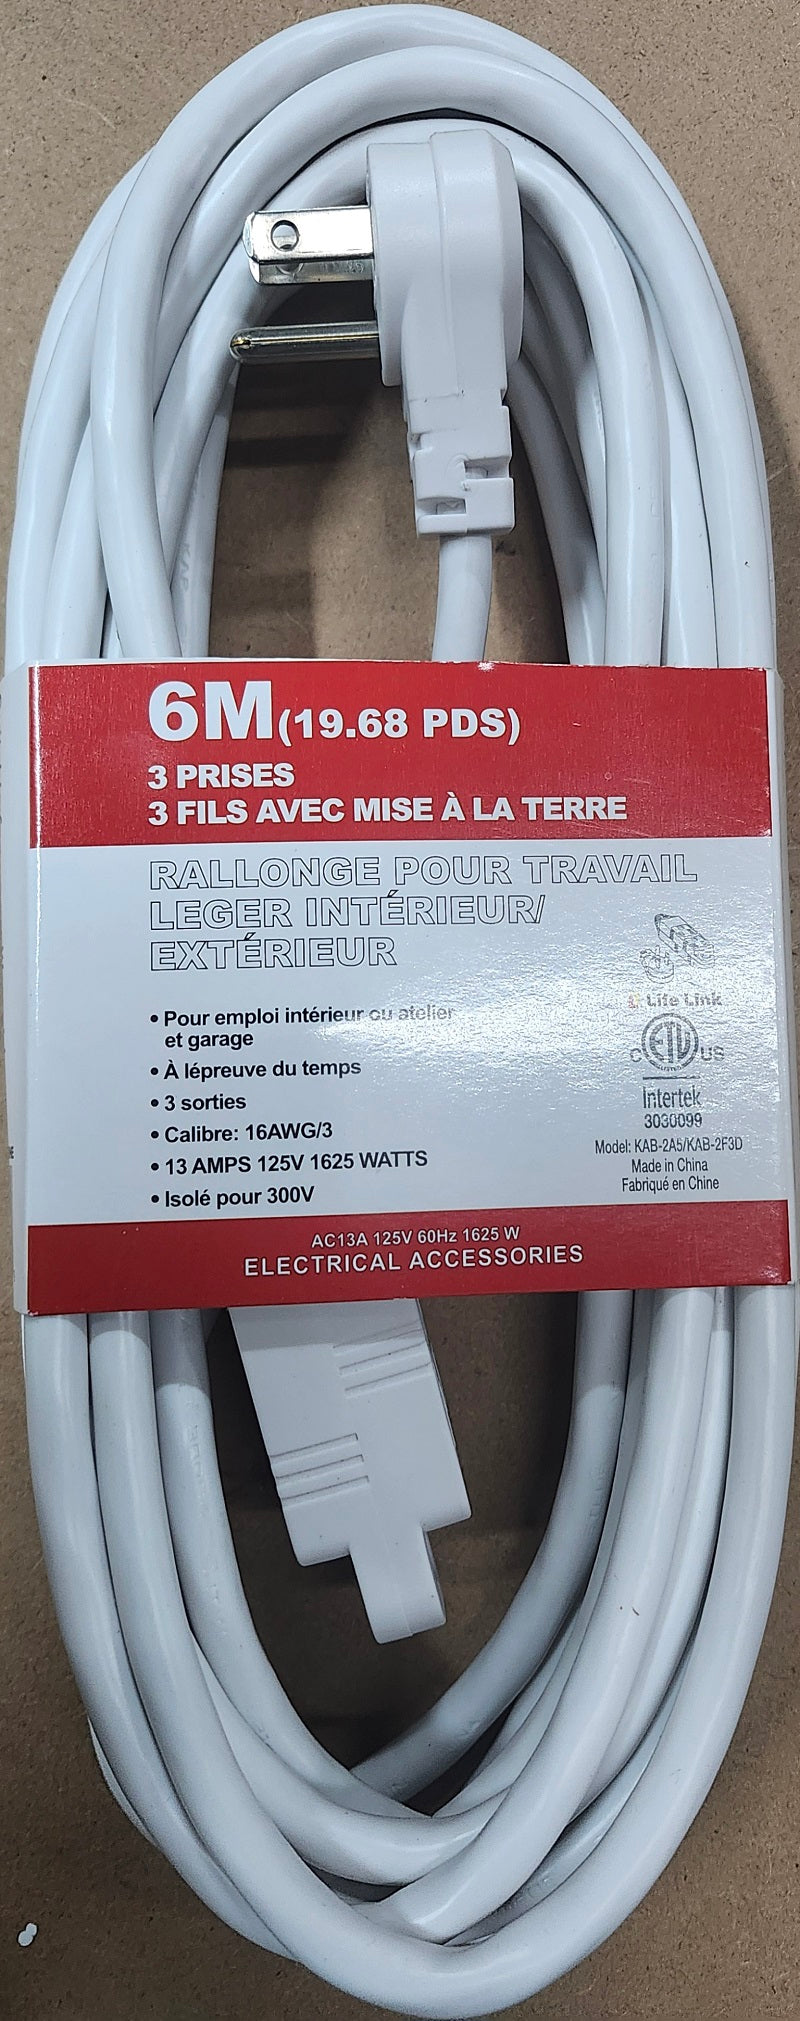 6M (19.68 PDS)
3 PRISES
3 FILS AVEC MISE À LA TERRE
RALLONGE POUR TRAVAIL
LEGER INTÉRIEUR/
EXTÉRIEUR
• Pour emploi intérieur ou atelier
et garage
• À lépreuve du temps
• 3 sorties
• Calibre: 16AWG/3
• 13 AMPS 125V 1625 WATTS
• Isolé pour 300V
Life Link
C ETL US
LISTED
Intertek
3030099
Model: KAB-2A5/KAB-2F3D
Made in China
Fabriqué en Chine
AC13A 125V 60Hz 1625 W
ELECTRICAL ACCESSORIES